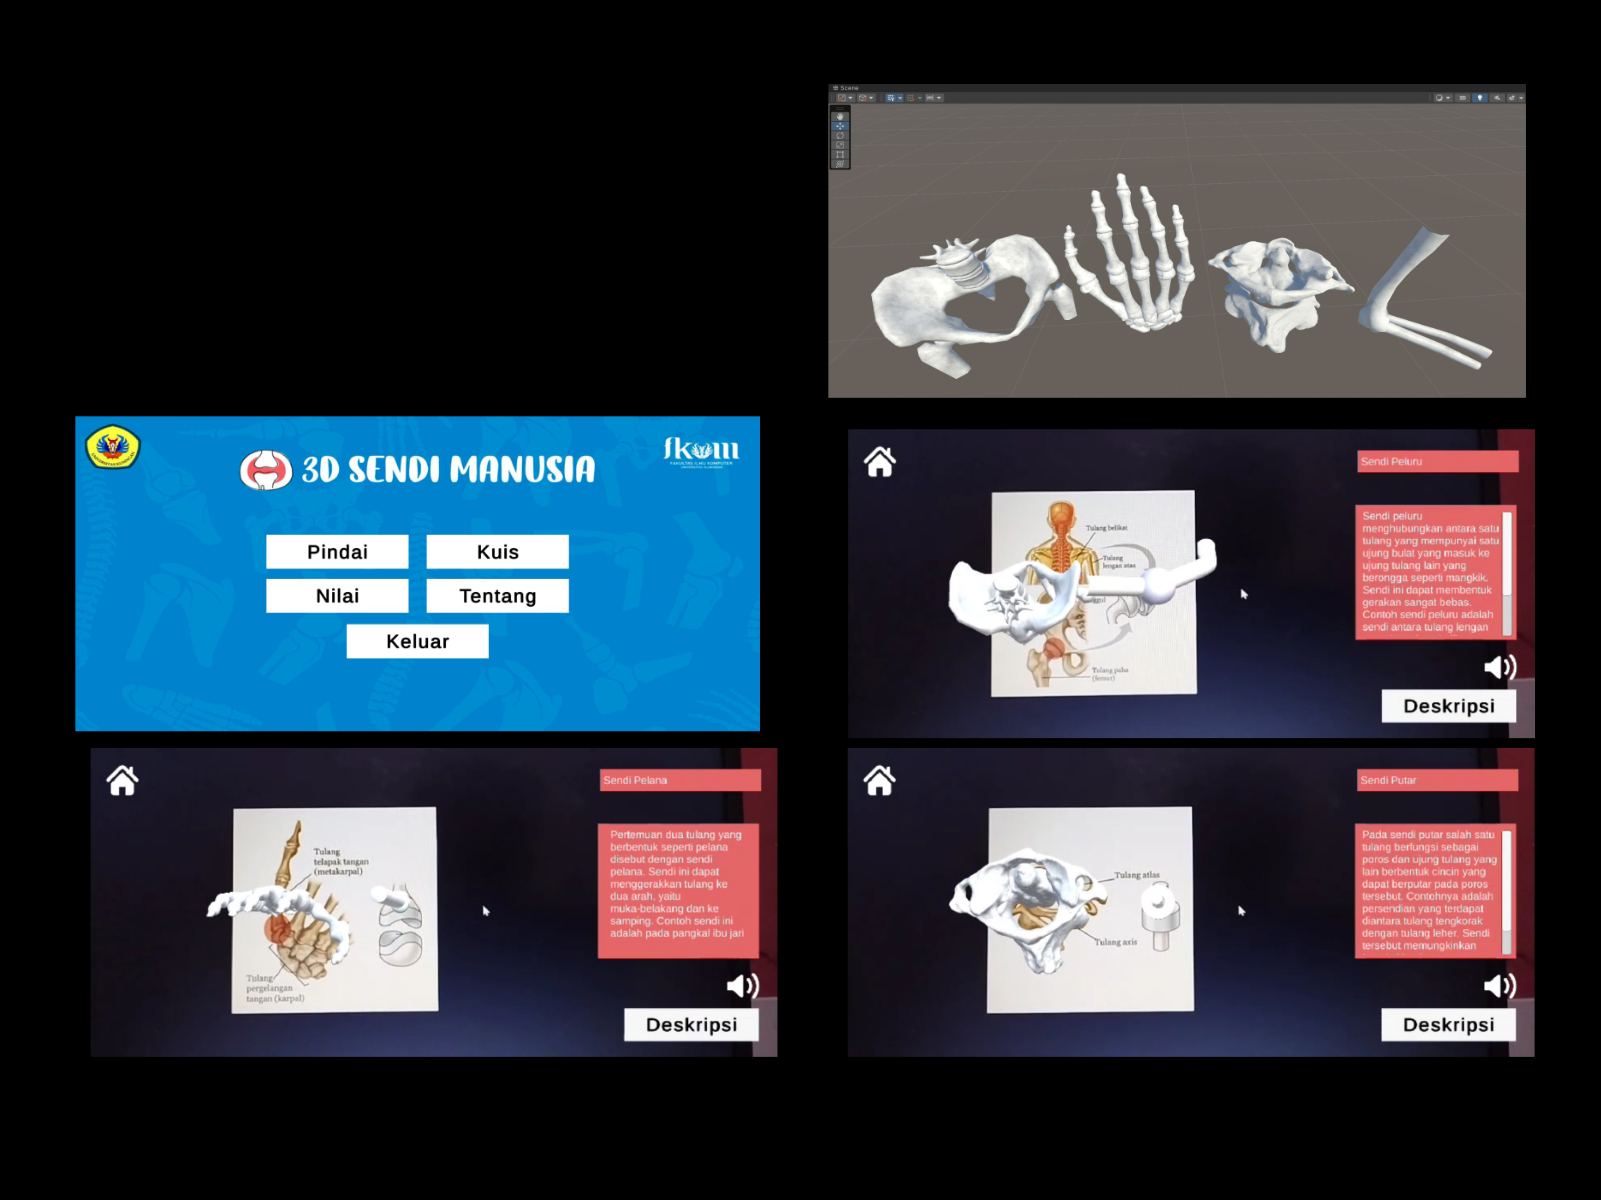 Scene
UNIVERSITAS KUNINGAN
fkom
FAKULTAS ILMU KOMPUTER
UNIVERSITAS KUNINGAN
3D SENDI MANUSIA
Pindai
Kuis
Nilai
Tentang
Keluar
Sendi Peluru
Tulang belikat
Tulang
lengan atas
Tulang paha
(femur)
Sendi peluru
menghubungkan antara satu
tulang yang mempunyai satu
ujung bulat yang masuk ke
ujung tulang lain yang
berongga seperti mangkik.
Sendi ini dapat membentuk
gerakan sangat bebas.
Contoh sendi peluru adalah
sendi antara tulang lengan
Deskripsi
Sendi Pelana
Tulang
telapak tangan
(metakarpal)
Tulang
pergelangan
tangan (karpal)
Pertemuan dua tulang yang
berbentuk seperti pelana
disebut dengan sendi
pelana. Sendi ini dapat
menggerakkan tulang ke
dua arah, yaitu
muka-belakang dan ke
samping. Contoh sendi ini
adalah pada pangkal ibu jari
Deskripsi
Sendi Putar
Tulang atlas
Tulang axis
Pada sendi putar salah satu
tulang berfungsi sebagai
poros dan ujung tulang yang
lain berbentuk cincin yang
dapat berputar pada poros
tersebut. Contohnya adalah
persendian yang terdapat
diantara tulang tengkorak
dengan tulang leher. Sendi
tersebut memungkinkan
Deskripsi